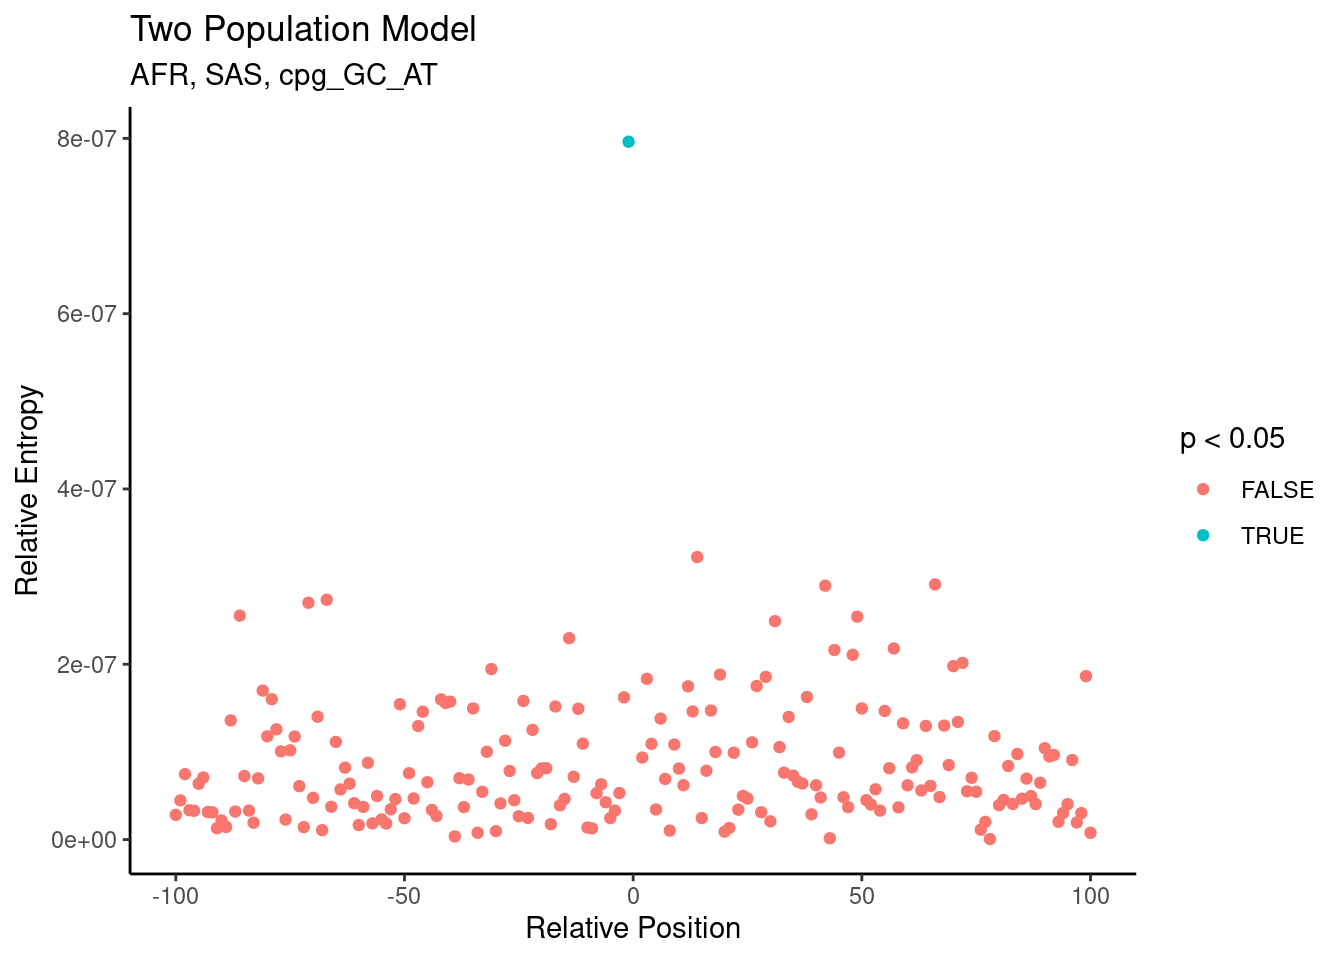 Two Population Model
AFR, SAS, cpg_GC_AT
8e-07
6e-07
4e-07
2e-07
0e+00
Relative Entropy
-100
-50
0
50
100
Relative Position
p < 0.05
FALSE
TRUE